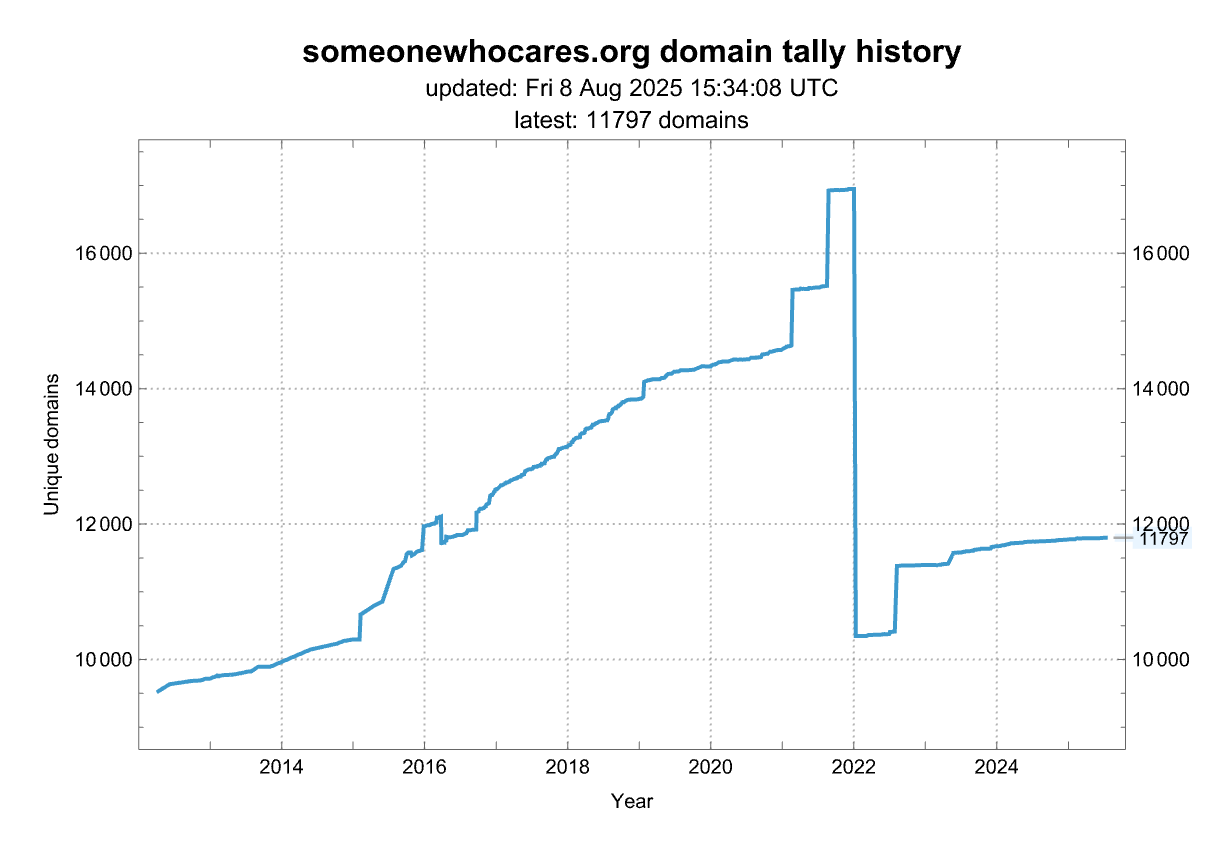 someonewhocares.org domain tally history
updated: Fri 8 Aug 2025 15:34:08 UTC
latest: 11797 domains
16 000 16 000
14 000 14 000
Unique domains
12 000 12 000
11797
10 000 10 000
2014 2016 2018 2020 2022 2024
Year